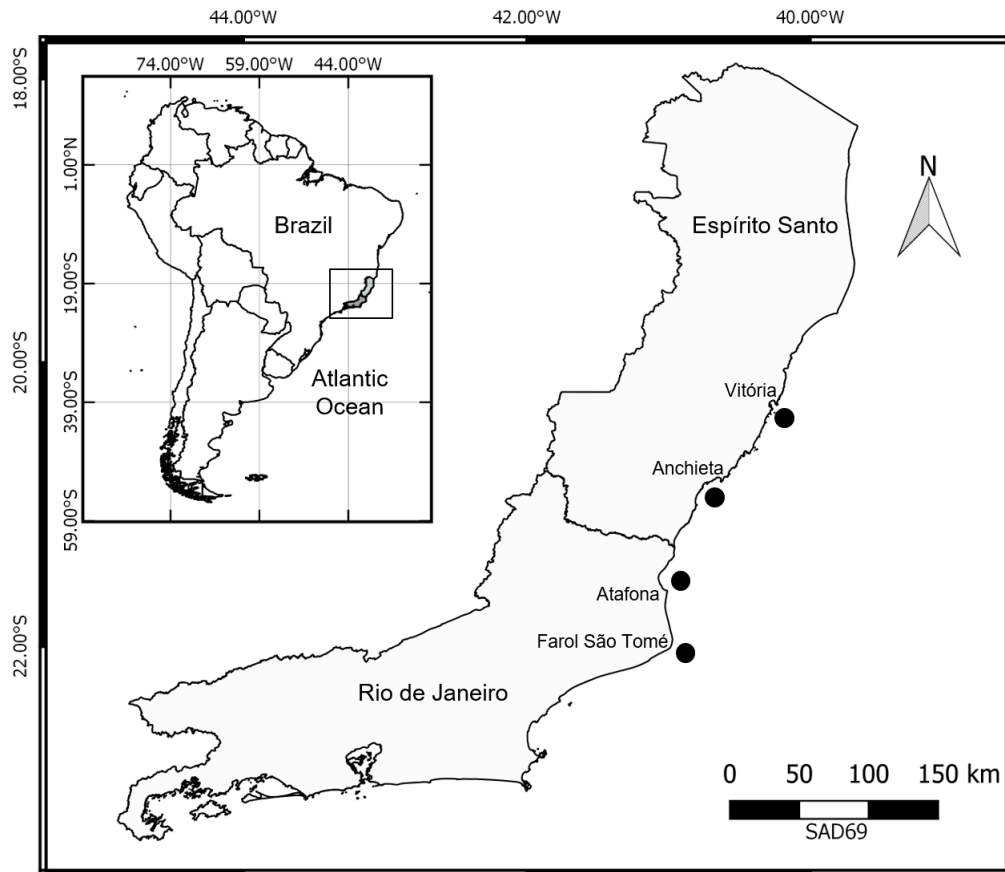 44.00°W
42.00°W
40.00°W
18.00°S
20.00°S
22.00°S
74.00°W
59.00°W
44.00°W
1.00°N
19.00°S
39.00°S
59.00°S
Brazil
Atlantic
Ocean
N
Espírito Santo
Vitória
Anchieta
Atafona
Farol São Tomé
Rio de Janeiro
0 50 100 150 km
SAD69